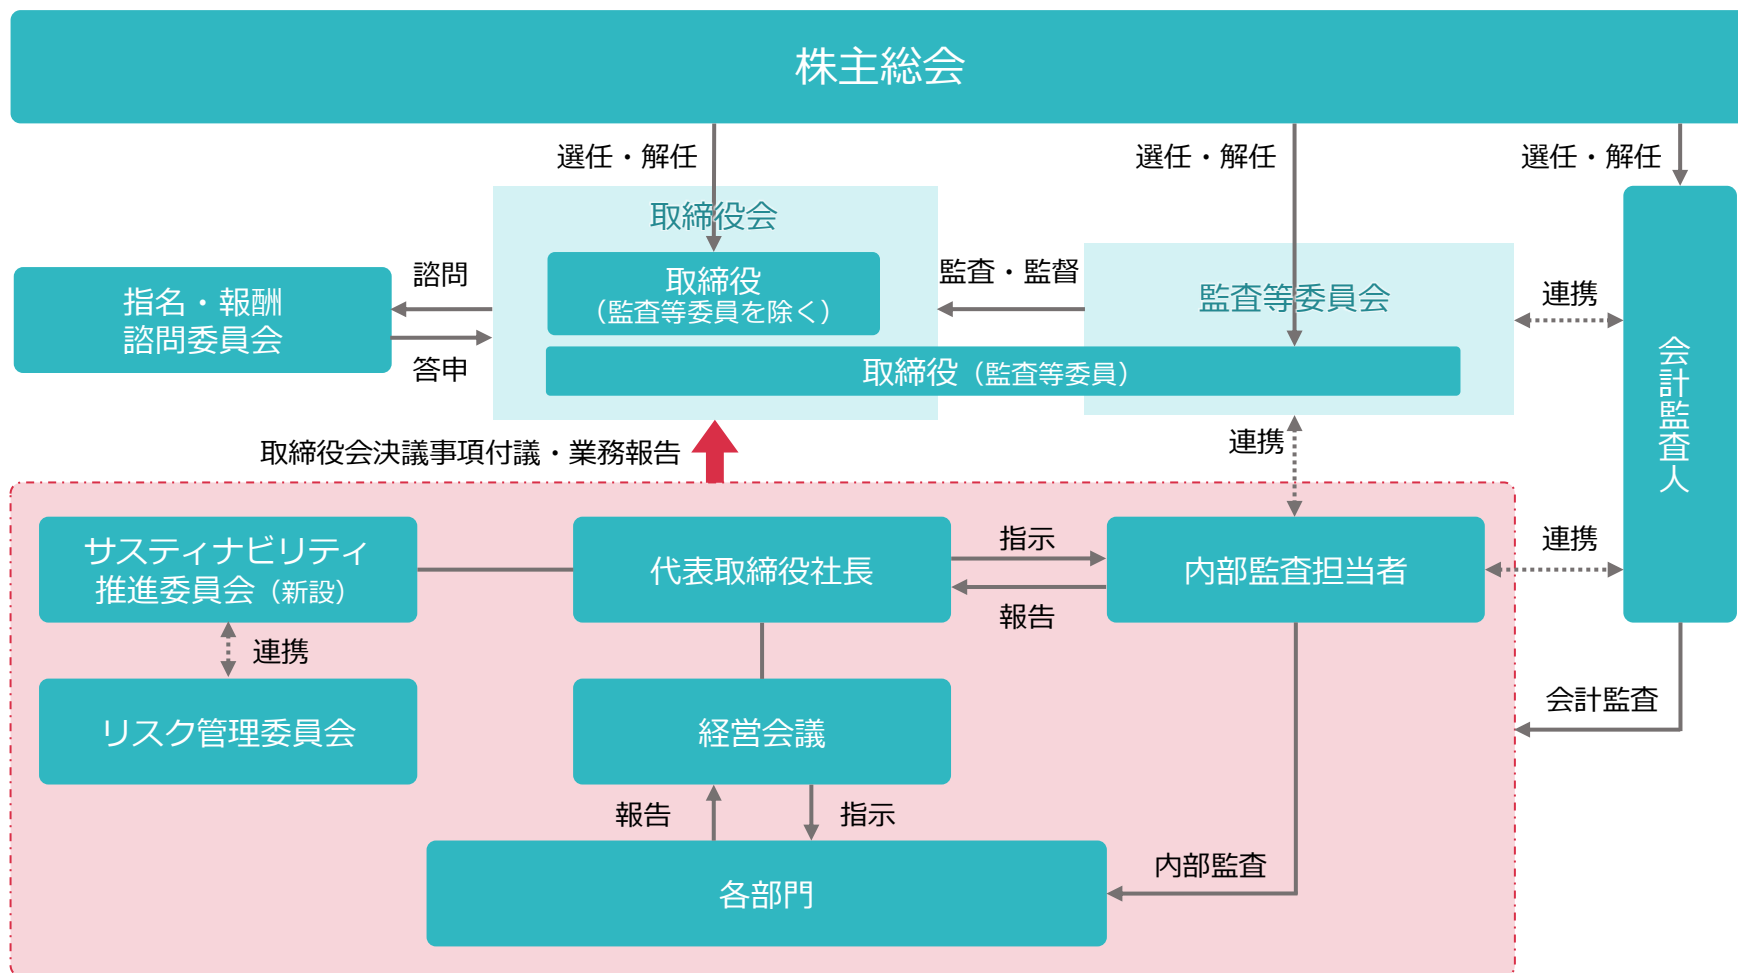 株主総会
選任・解任
選任・解任
選任・解任
取締役会
取締役
（監査等委員を除く）
監査・監督
監査等委員会
取締役（監査等委員）
諮問
指名・報酬
諮問委員会
答申
連携
会計監査人
取締役会決議事項付議・業務報告
連携
サスティナビリティ
推進委員会（新設）
代表取締役社長
指示
報告
内部監査担当者
連携
連携
リスク管理委員会
経営会議
会計監査
報告
指示
内部監査
各部門